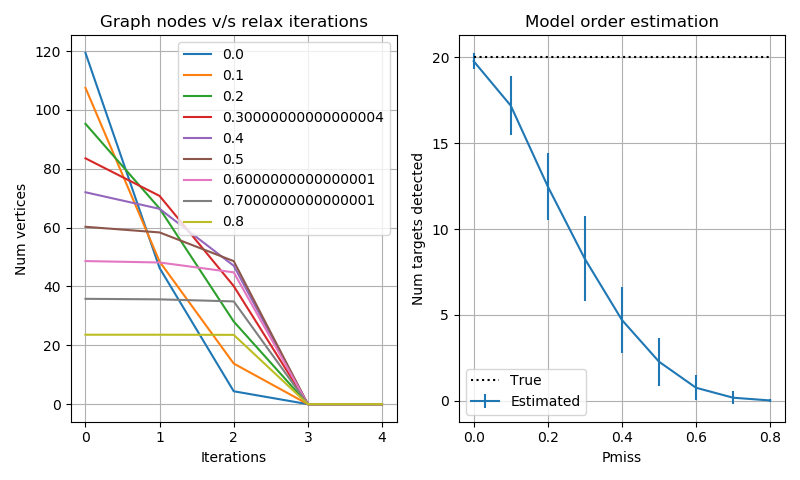 Graph nodes v/s relax iterations
120
100
80
60
40
20
0
Num vertices
0.0
0.1
0.2
0.30000000000000004
0.4
0.5
0.6000000000000001
0.7000000000000001
0.8
0 1 2 3 4
Iterations
Model order estimation
20
15
10
5
0
Num targets detected
True
Estimated
0.0 0.2 0.4 0.6 0.8
Pmiss